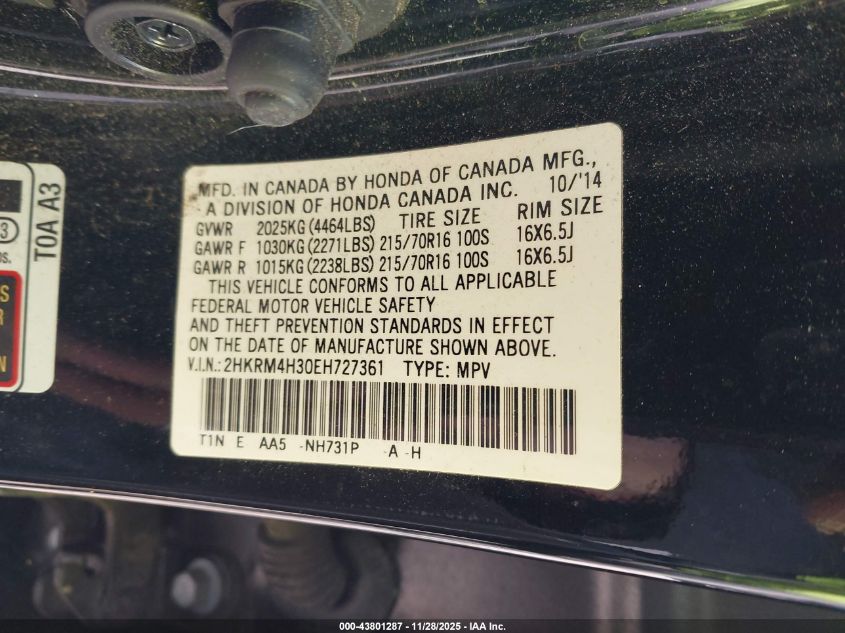 MFD. IN CANADA BY HONDA OF CANADA MFG.,
A DIVISION OF HONDA CANADA INC. 10/'14
GVWR 2025KG (4464LBS) TIRE SIZE RIM SIZE
GAWR F 1030KG (2271LBS) 215/70R16 100S 16X6.5J
GAWR R 1015KG (2238LBS) 215/70R16 100S 16X6.5J
THIS VEHICLE CONFORMS TO ALL APPLICABLE
FEDERAL MOTOR VEHICLE SAFETY
AND THEFT PREVENTION STANDARDS IN EFFECT
ON THE DATE OF MANUFACTURE SHOWN ABOVE.
V.I.N.: 2HKRM4H30EH727361 TYPE: MPV
T1N E AA5 -NH731P -A -H
T0A A3
000-43801287 - 11/28/2025 - IAA Inc.